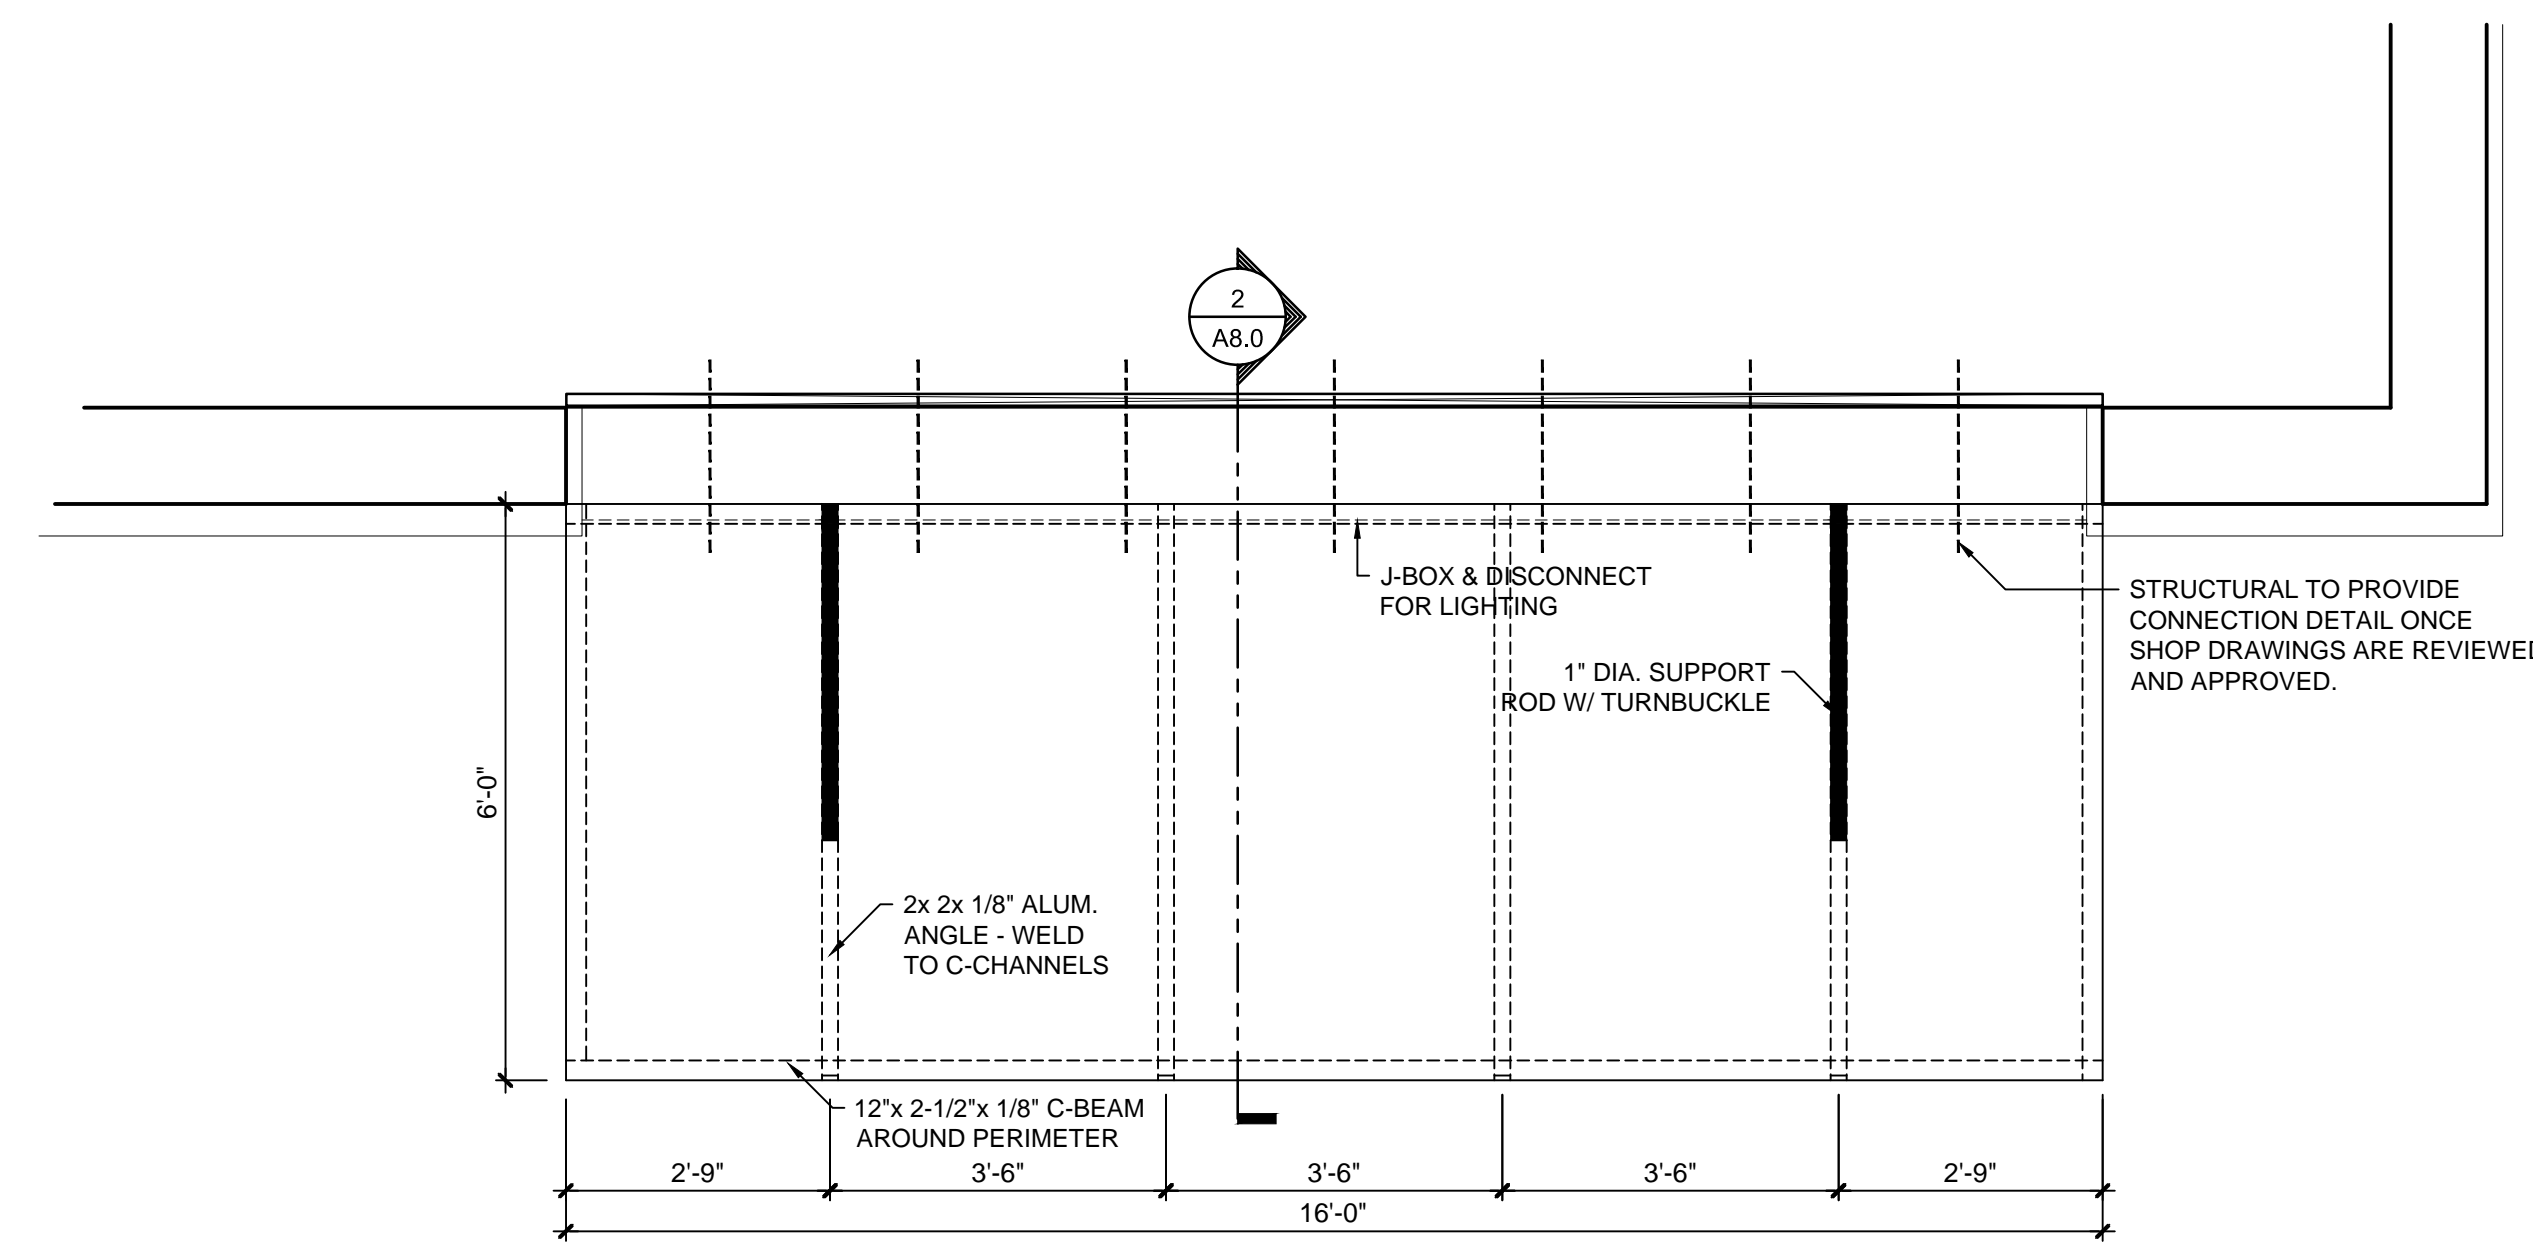 2
A8.0
J-BOX & DISCONNECT
FOR LIGHTING
STRUCTURAL TO PROVIDE
CONNECTION DETAIL ONCE
SHOP DRAWINGS ARE REVIEWED
AND APPROVED.
1" DIA. SUPPORT
ROD W/ TURNBUCKLE
6'-0"
2x 2x 1/8" ALUM.
ANGLE - WELD
TO C-CHANNELS
12"x 2-1/2"x 1/8" C-BEAM
AROUND PERIMETER
2'-9" 3'-6" 3'-6" 3'-6" 2'-9"
16'-0"